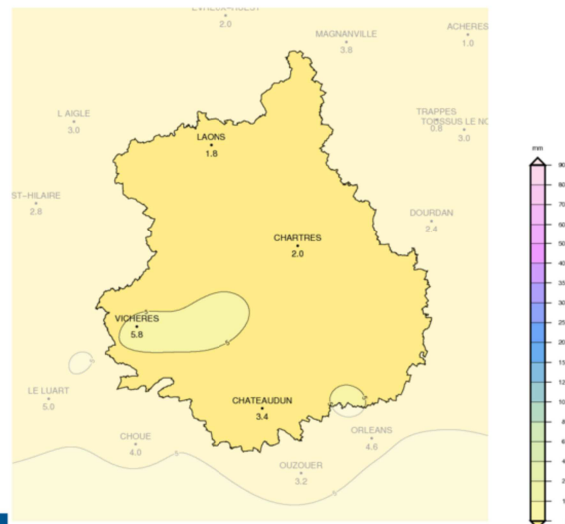 2.0
MAGNANVILLE
3.8
ACHERES
1.0
L AIGLE
3.0
TRAPPES
0.8
TOUSSUS LE NO
3.0
LAONS
1.8
ST-HILAIRE
2.8
DOURDAN
2.4
CHARTRES
2.0
VICHERES
5.8
5
5
LE LUART
5.0
CHATEAUDUN
3.4
CHOUE
4.0
ORLEANS
4.6
OUZOUER
3.2
mm
90
80
70
60
50
40
35
30
25
20
15
12
10
8
6
4
2
1